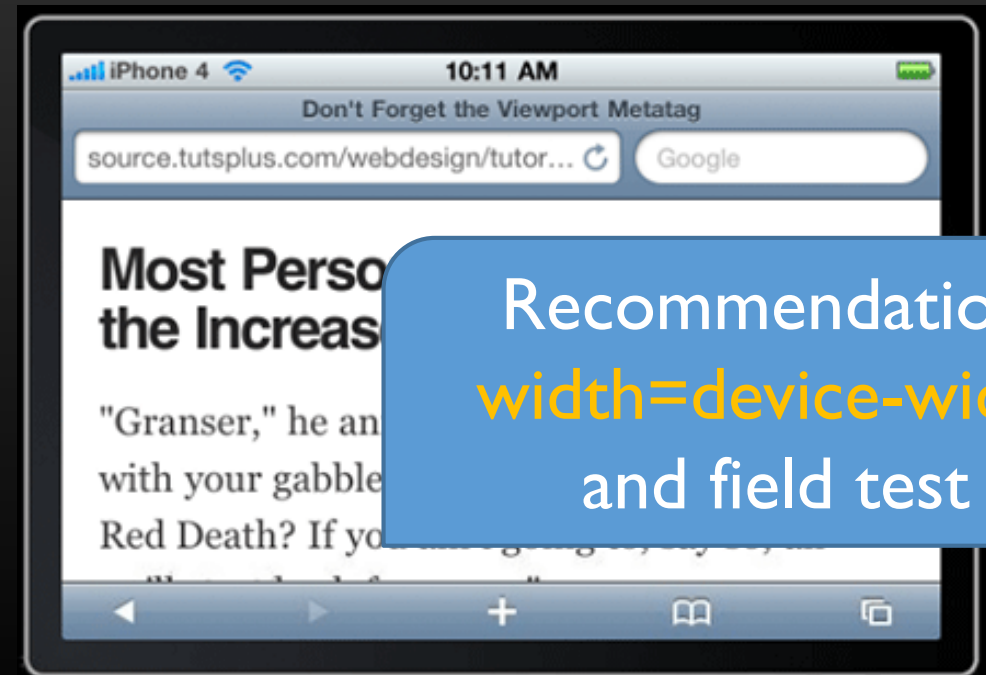 iPhone 4 10:11 AM
Don't Forget the Viewport Metatag
source.tutsplus.com/webdesign/tutor... Google
Most Perso
the Increas
"Granser," he an
with your gabble
Red Death? If yo
Recommendatio
width=device-wi
and field test